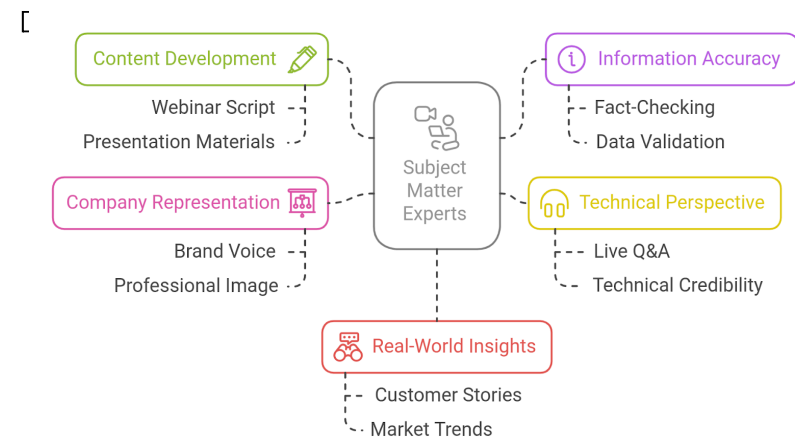 Content Development
Webinar Script
Presentation Materials
Company Representation
Brand Voice
Professional Image
Subject
Matter
Experts
Information Accuracy
Fact-Checking
Data Validation
Technical Perspective
Live Q&A
Technical Credibility
Real-World Insights
Customer Stories
Market Trends